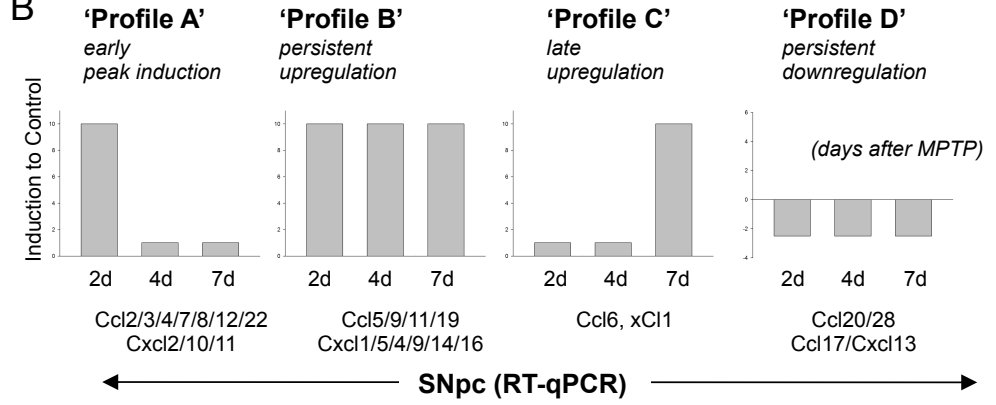 B
‘Profile A’
early
peak induction
‘Profile B’
persistent
upregulation
‘Profile C’
late
upregulation
‘Profile D’
persistent
downregulation
Induction to Control
10
8
6
4
2
0
2d 4d 7d
10
8
6
4
2
0
2d 4d 7d
10
8
6
4
2
0
2d 4d 7d
(days after MPTP)
6
4
2
0
-2
-4
2d 4d 7d
Ccl2/3/4/7/8/12/22
Cxcl2/10/11
Ccl5/9/11/19
Cxcl1/5/4/9/14/16
Ccl6, xCl1
Ccl20/28
Ccl17/Cxcl13
SNpc (RT-qPCR)